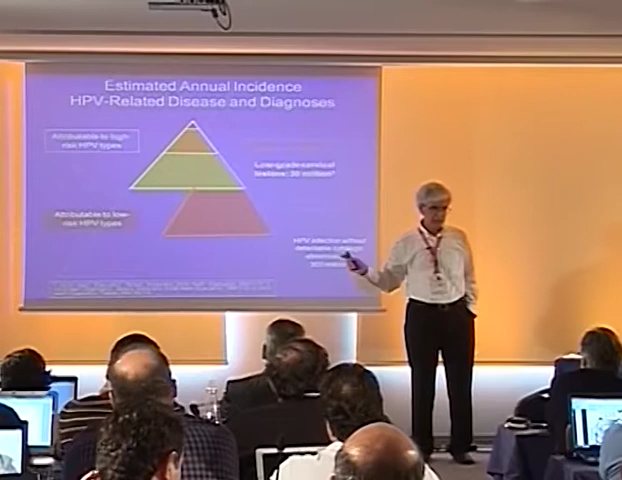 Estimated Annual Incidence
HPV-Related Disease and Diagnoses
Attributable to high-
risk HPV types
Low-grade cervical
lesions: 30 million
Attributable to low-
risk HPV types
HPV infection without
detectable